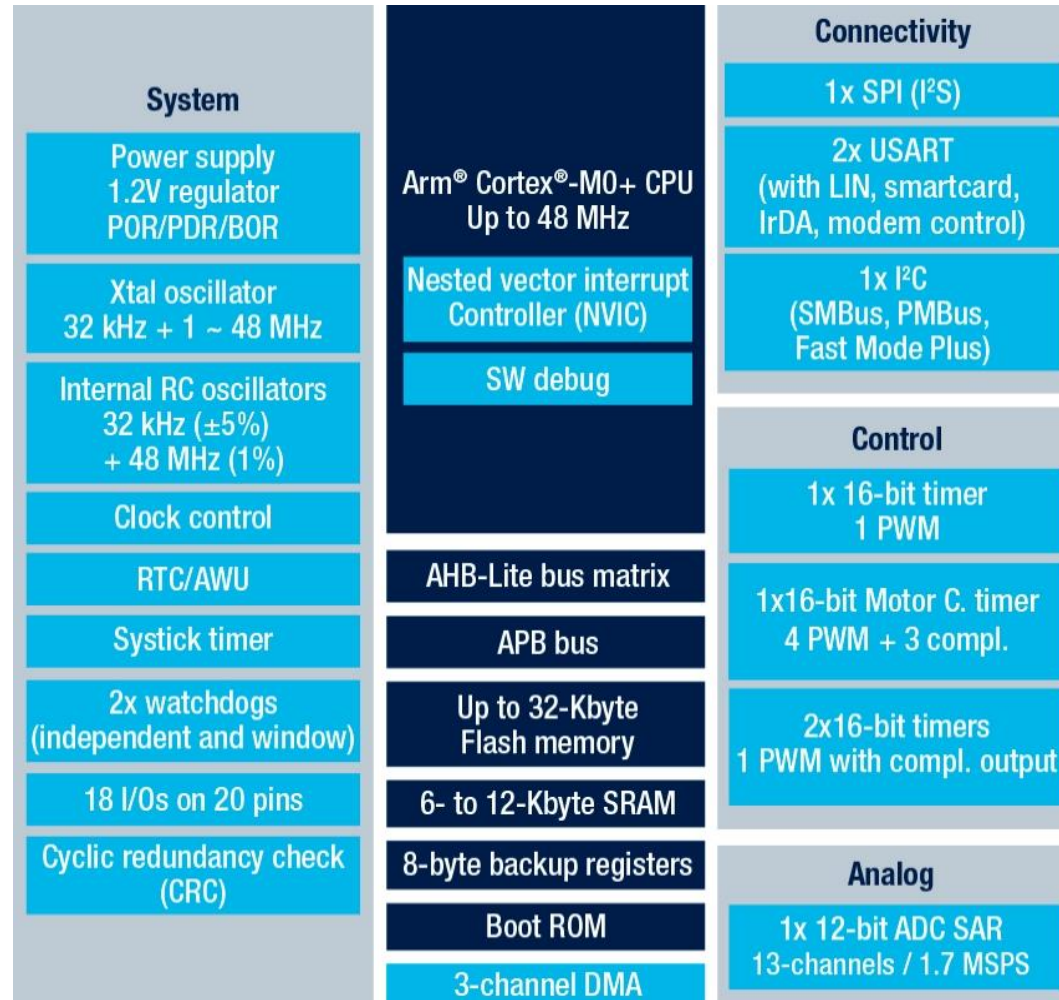 System
Power supply
1.2V regulator
POR/PDR/BOR
Xtal oscillator
32 kHz + 1 ~ 48 MHz
Internal RC oscillators
32 kHz (±5%)
+ 48 MHz (1%)
Clock control
RTC/AWU
Systick timer
2x watchdogs
(independent and window)
18 I/Os on 20 pins
Cyclic redundancy check
(CRC)
Arm® Cortex®-M0+ CPU
Up to 48 MHz
Nested vector interrupt
Controller (NVIC)
SW debug
AHB-Lite bus matrix
APB bus
Up to 32-Kbyte
Flash memory
6- to 12-Kbyte SRAM
8-byte backup registers
Boot ROM
3-channel DMA
Connectivity
1x SPI (I²S)
2x USART
(with LIN, smartcard,
IrDA, modem control)
1x I²C
(SMBus, PMBus,
Fast Mode Plus)
Control
1x 16-bit timer
1 PWM
1x16-bit Motor C. timer
4 PWM + 3 compl.
2x16-bit timers
1 PWM with compl. output
Analog
1x 12-bit ADC SAR
13-channels / 1.7 MSPS